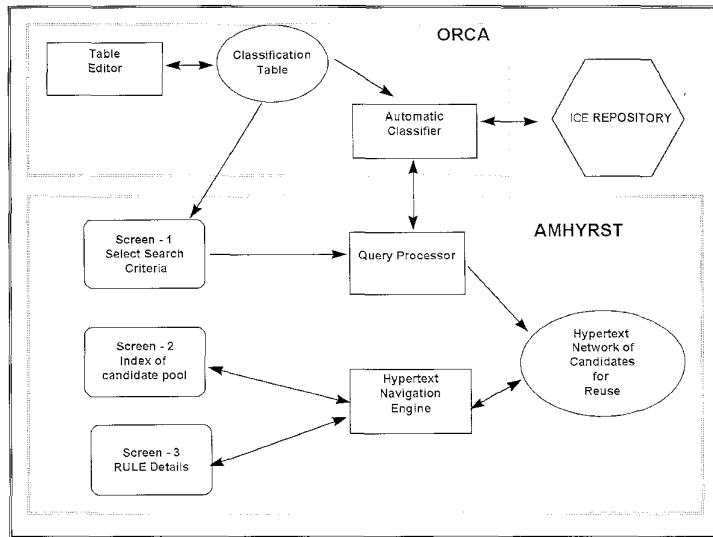 ORCA
Table
Editor
Classification
Table
Automatic
Classifier
ICE REPOSITORY
AMHYRST
Screen - 1
Select Search
Criteria
Query Processor
Screen - 2
Index of
candidate pool
Hypertext
Navigation
Engine
Hypertext
Network of
Candidates
for
Reuse
Screen - 3
RULE Details